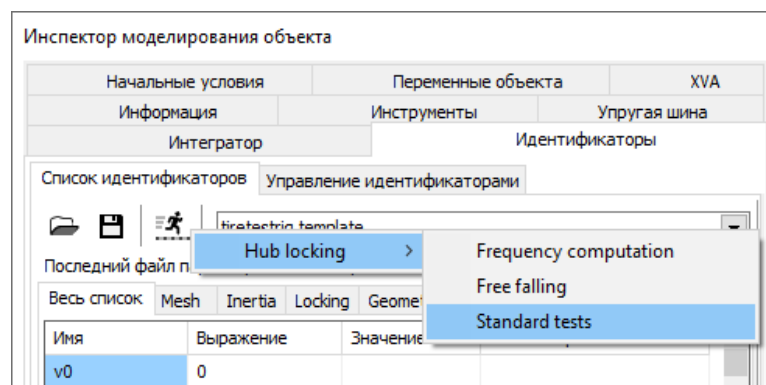 Инспектор моделирования объекта
Начальные условия Переменные объекта XVA
Информация Инструменты Упругая шина
Интегратор Идентификаторы
Список идентификаторов Управление идентификаторами
tiretestrig.template
Hub locking > Frequency computation
Последний файл Free falling
Весь список Mesh Inertia Locking Standard tests
Имя Выражение Значение
v0 0